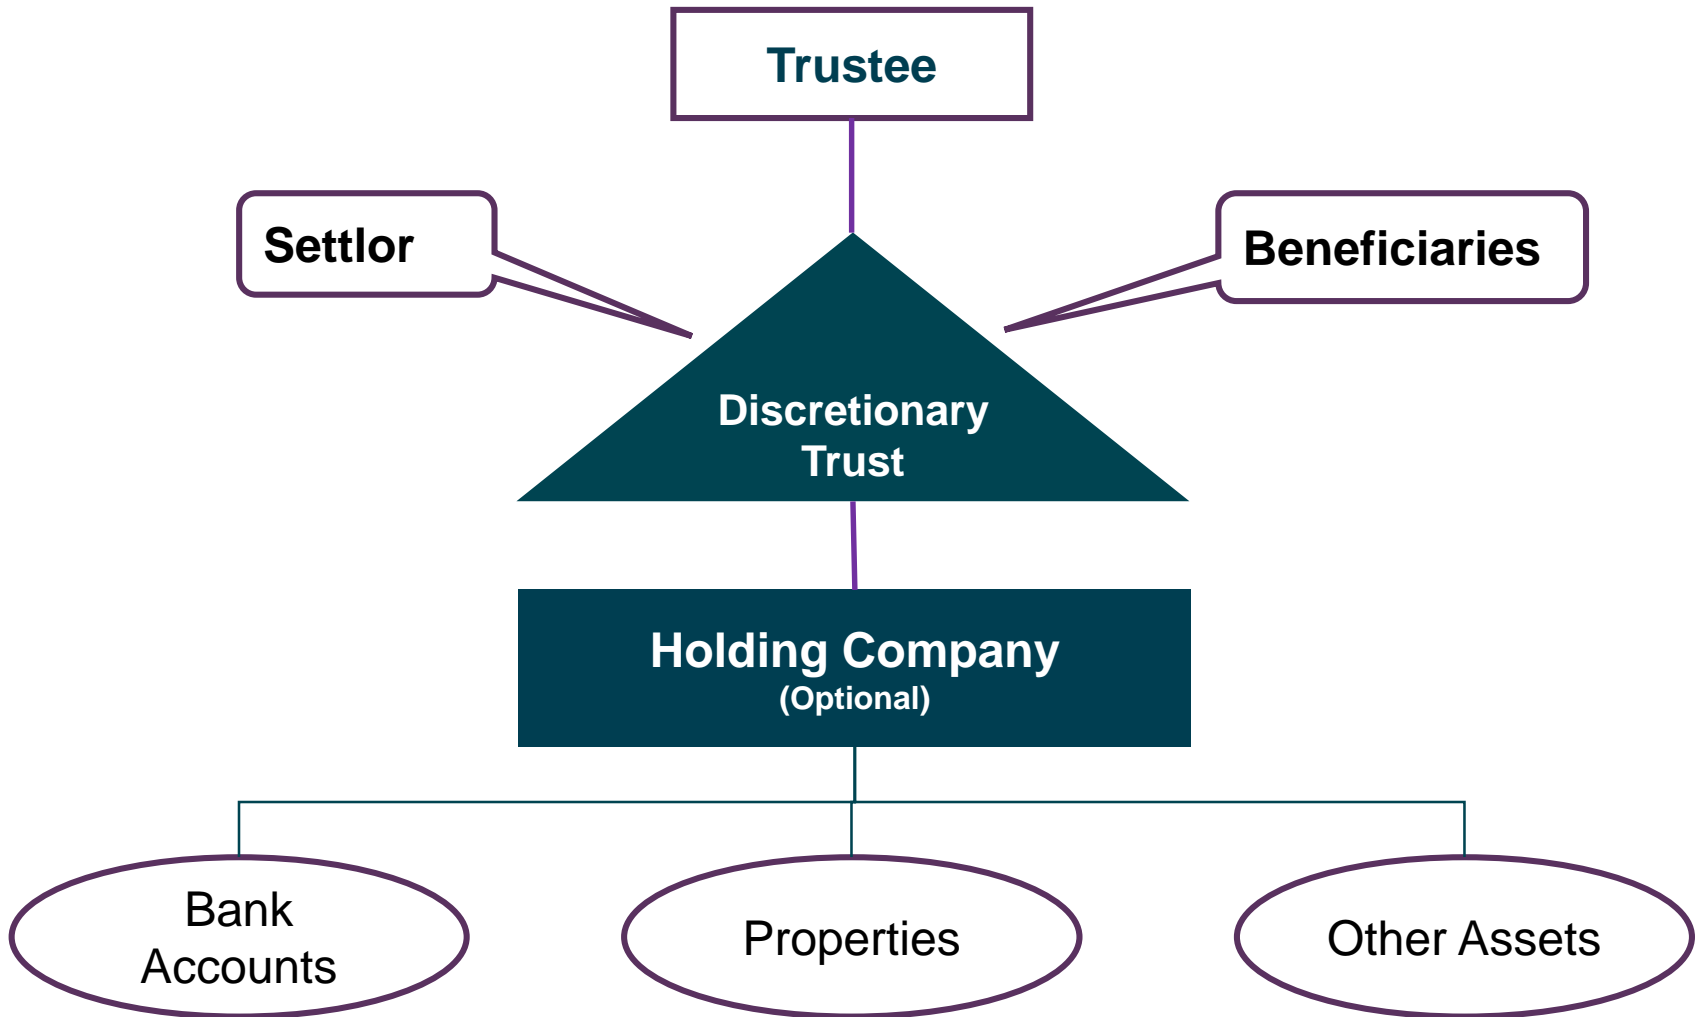 Trustee
Settlor
Beneficiaries
Discretionary
Trust
Holding Company
(Optional)
Bank
Accounts
Properties
Other Assets